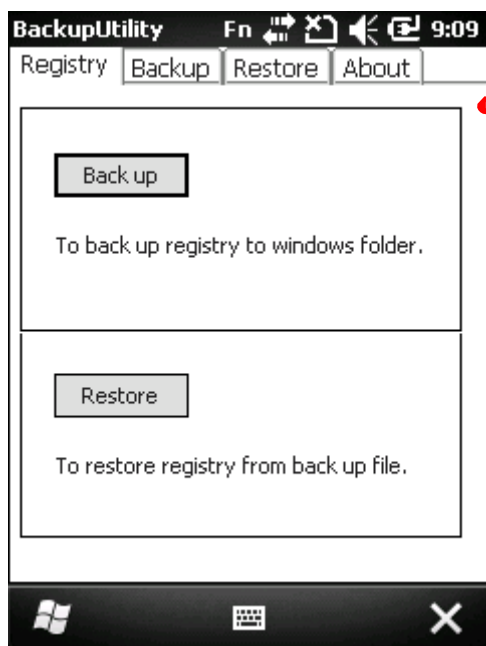 BackupUtility Fn 9:09
Registry Backup Restore About
Back up
To back up registry to windows folder.
Restore
To restore registry from back up file.